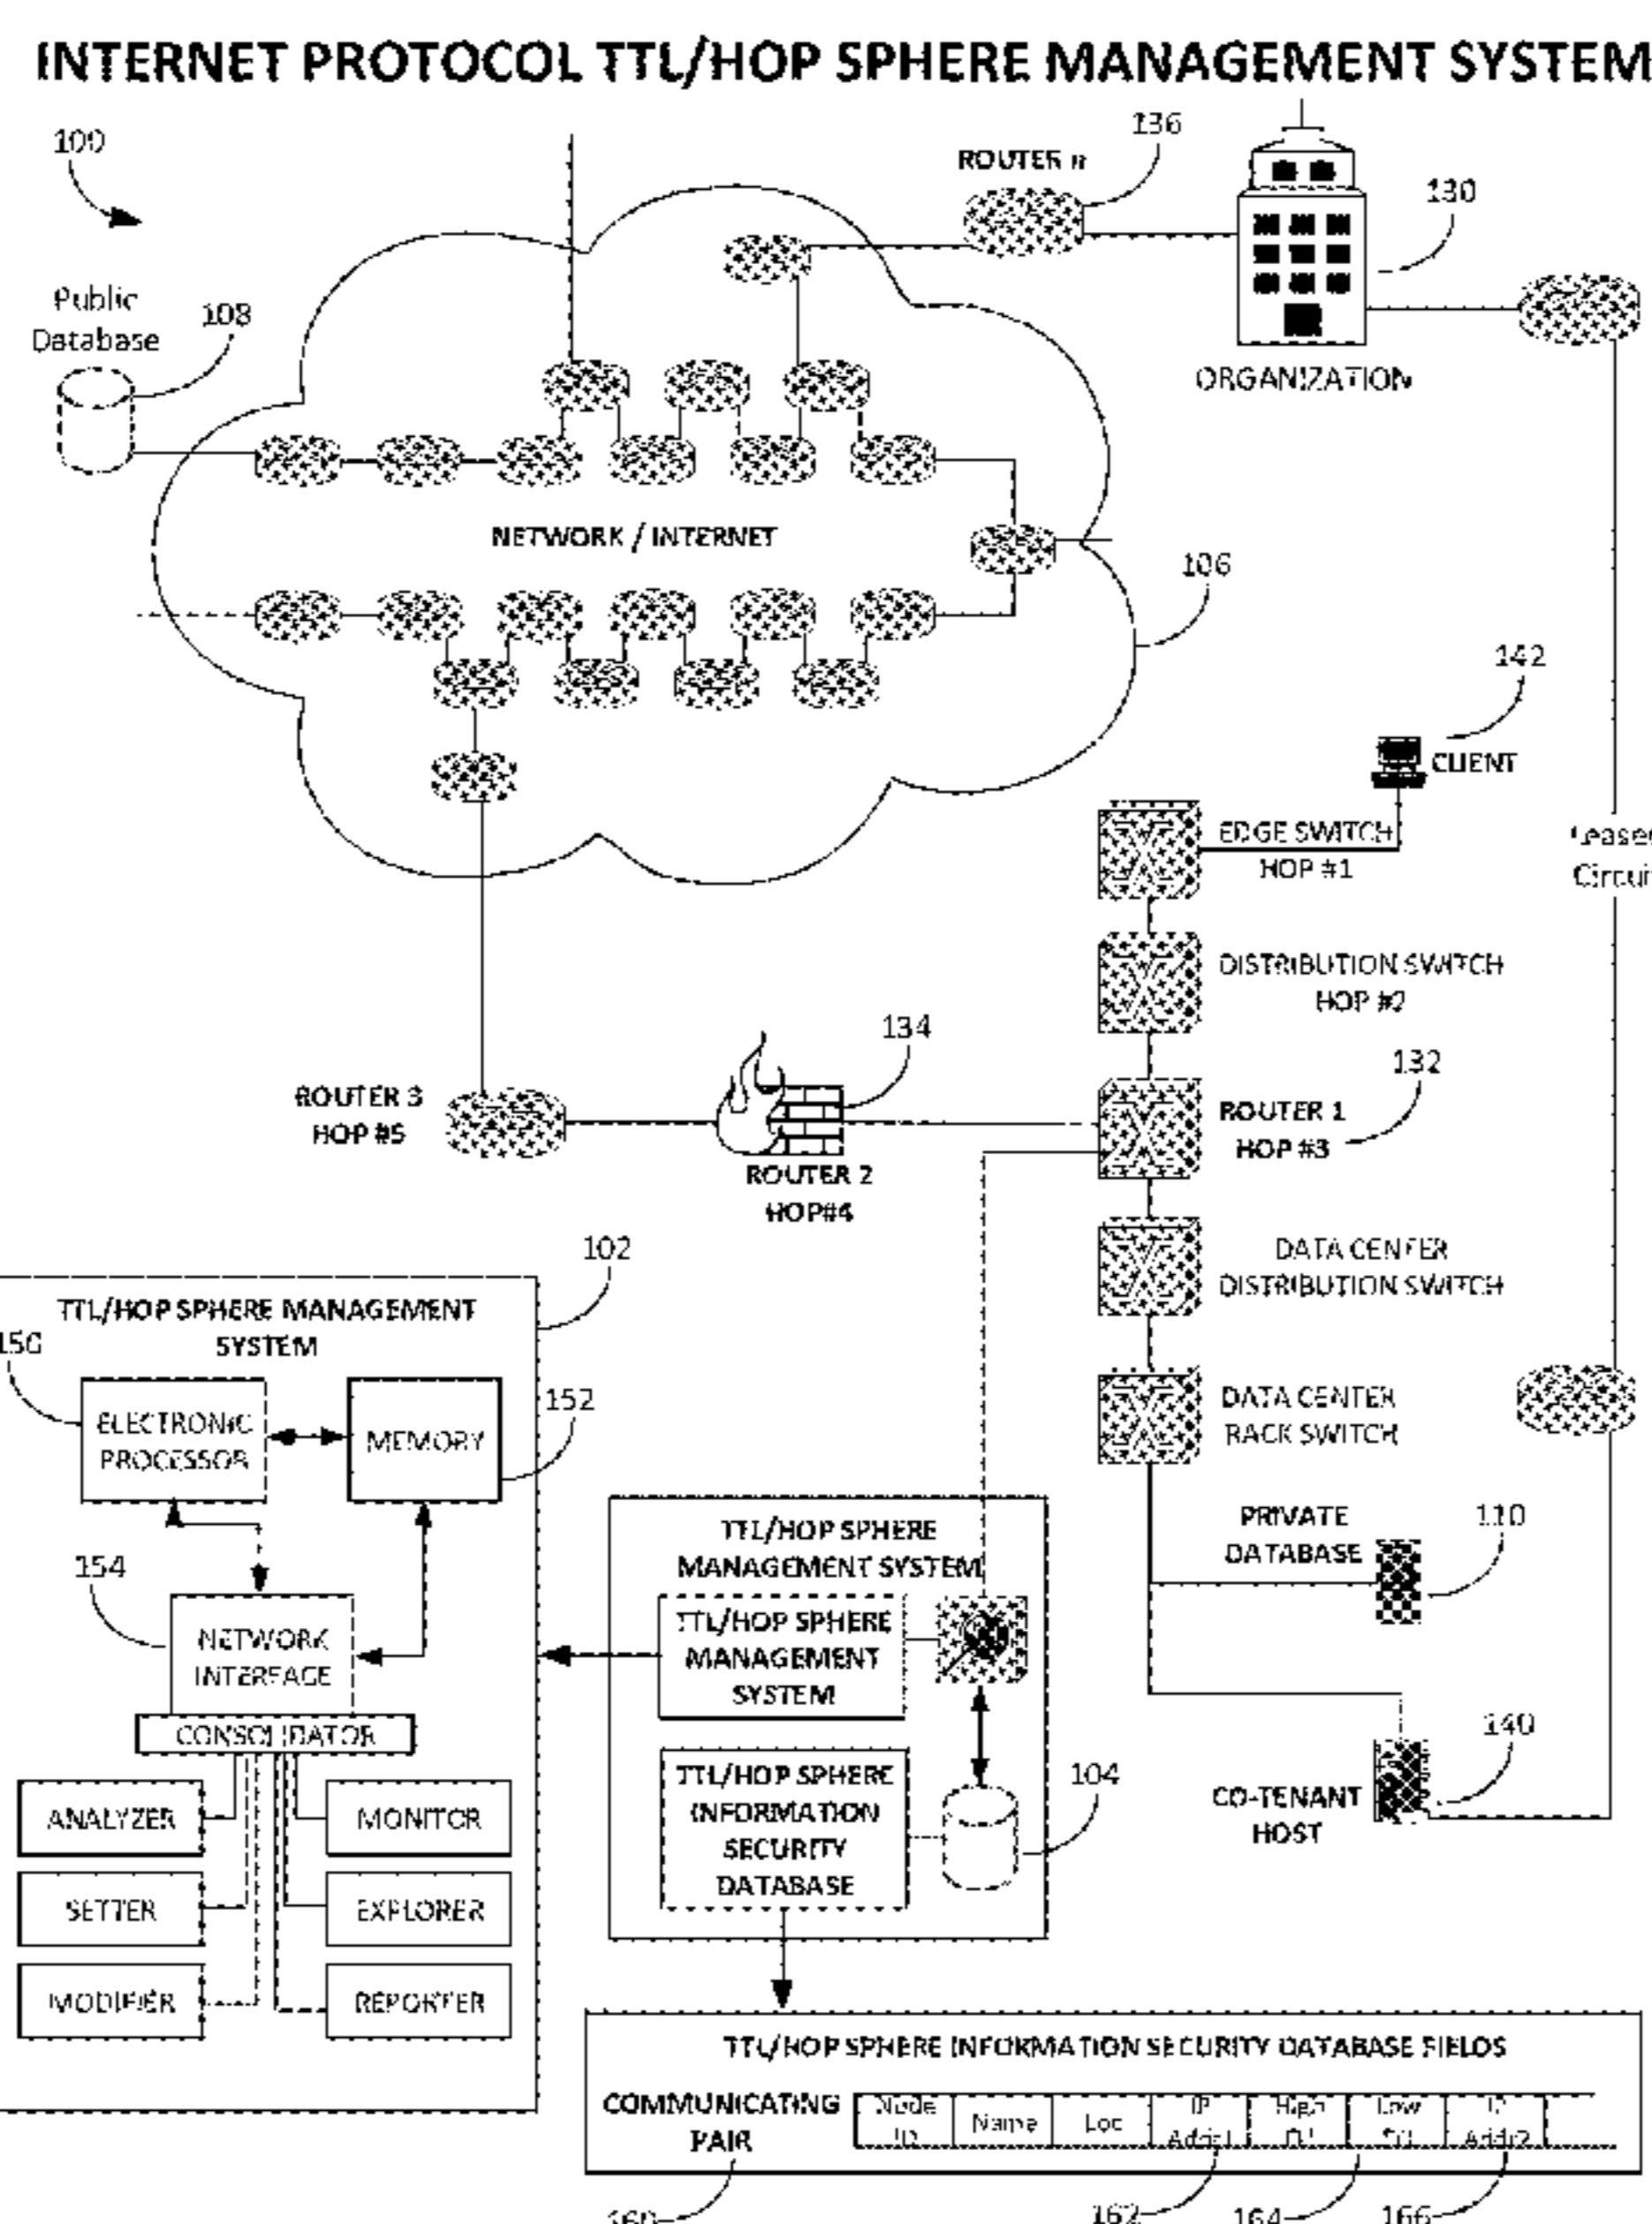 INTERNET PROTOCOL TTL/HOP SPHERE MANAGEMENT SYSTEM
100
136
ROUTER n
130
Public
Database
108
ORGANIZATION
NETWORK / INTERNET
106
142
CLIENT
EDGE SWITCH
HOP #1
DISTRIBUTION SWITCH
HOP #2
134
132
ROUTER 3
HOP #5
ROUTER 1
HOP #3
ROUTER 2
HOP#4
102
DATA CENTER
DISTRIBUTION SWITCH
TTL/HOP SPHERE MANAGEMENT
SYSTEM
150
ELECTRONIC
PROCESSOR
MEMORY
152
DATA CENTER
RACK SWITCH
TTL/HOP SPHERE
MANAGEMENT SYSTEM
PRIVATE
DATABASE
110
154
NETWORK
INTERFACE
TTL/HOP SPHERE
MANAGEMENT
SYSTEM
CONSOLIDATOR
140
TTL/HOP SPHERE
INFORMATION
SECURITY
DATABASE
104
CO-TENANT
HOST
ANALYZER
MONITOR
SETTER
EXPLORER
MODIFIER
REPORTER
TTL/HOP SPHERE INFORMATION SECURITY DATABASE FIELDS
COMMUNICATING
PAIR
Node
ID
Name
Loc
IP
Addr1
High
Low
IP
Addr2
160
162
164
166